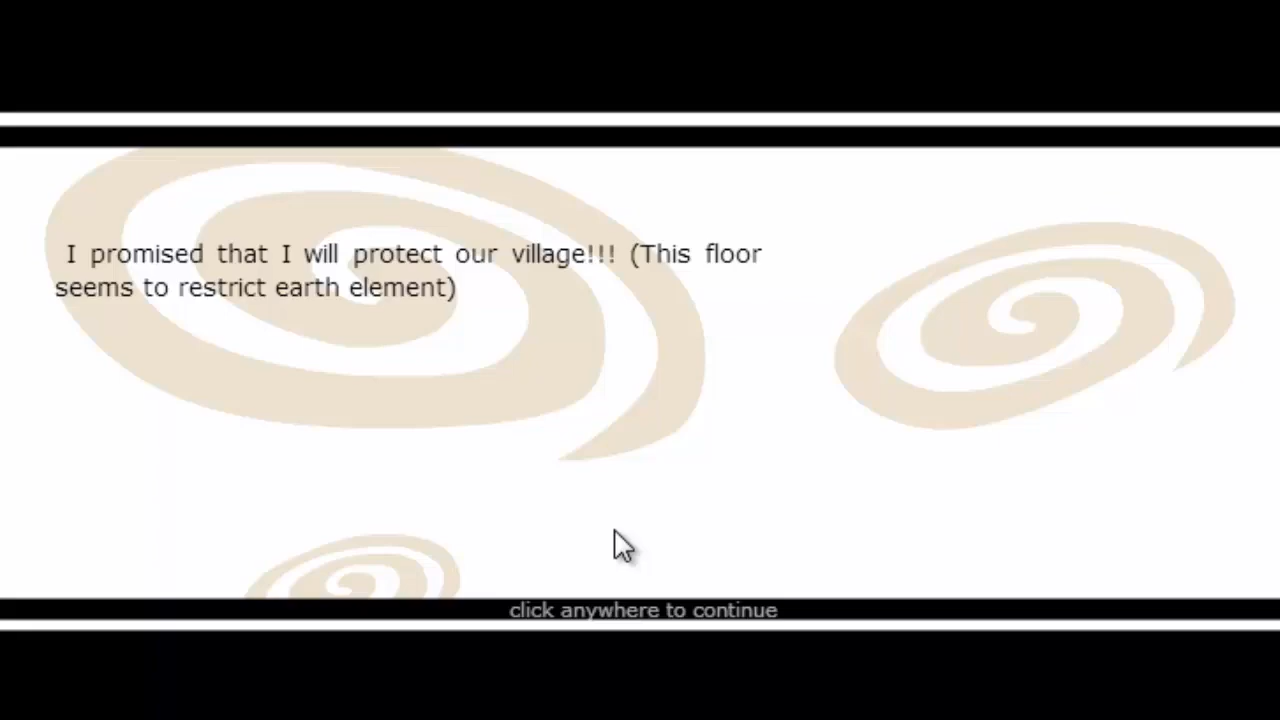 I promised that I will protect our village!!! (This floor
seems to restrict earth element)
click anywhere to continue